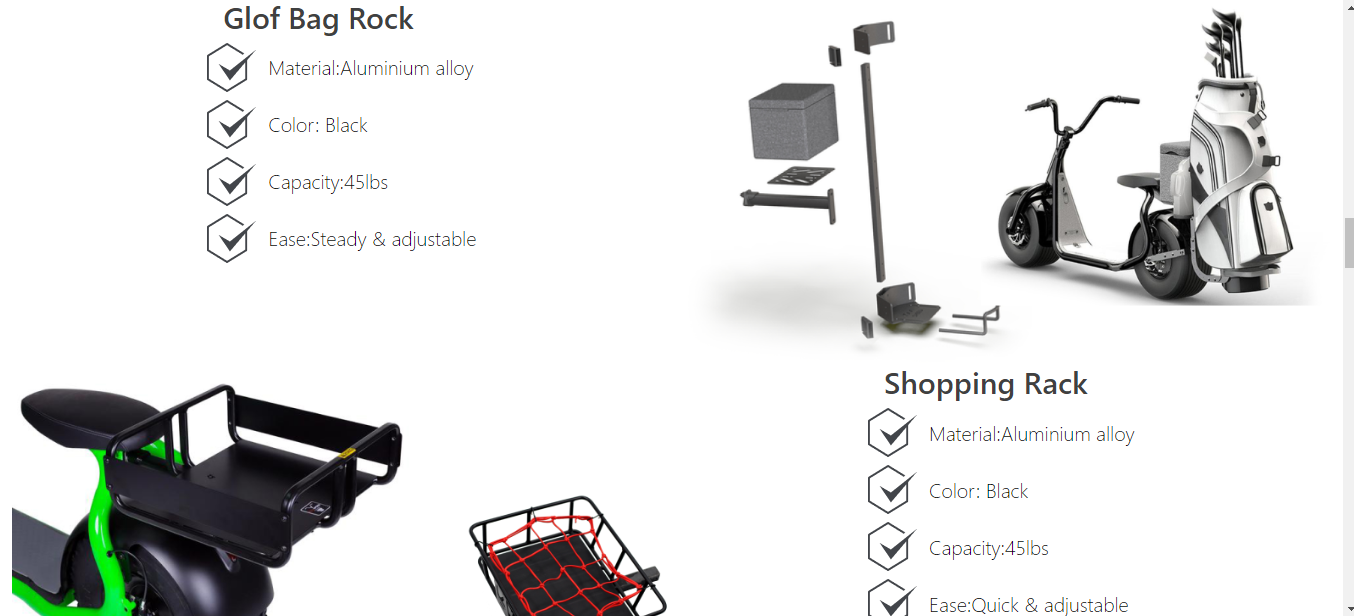 Glof Bag Rock
Material:Aluminium alloy
Color: Black
Capacity:45lbs
Ease:Steady & adjustable
Shopping Rack
Material:Aluminium alloy
Color: Black
Capacity:45lbs
Ease:Quick & adjustable